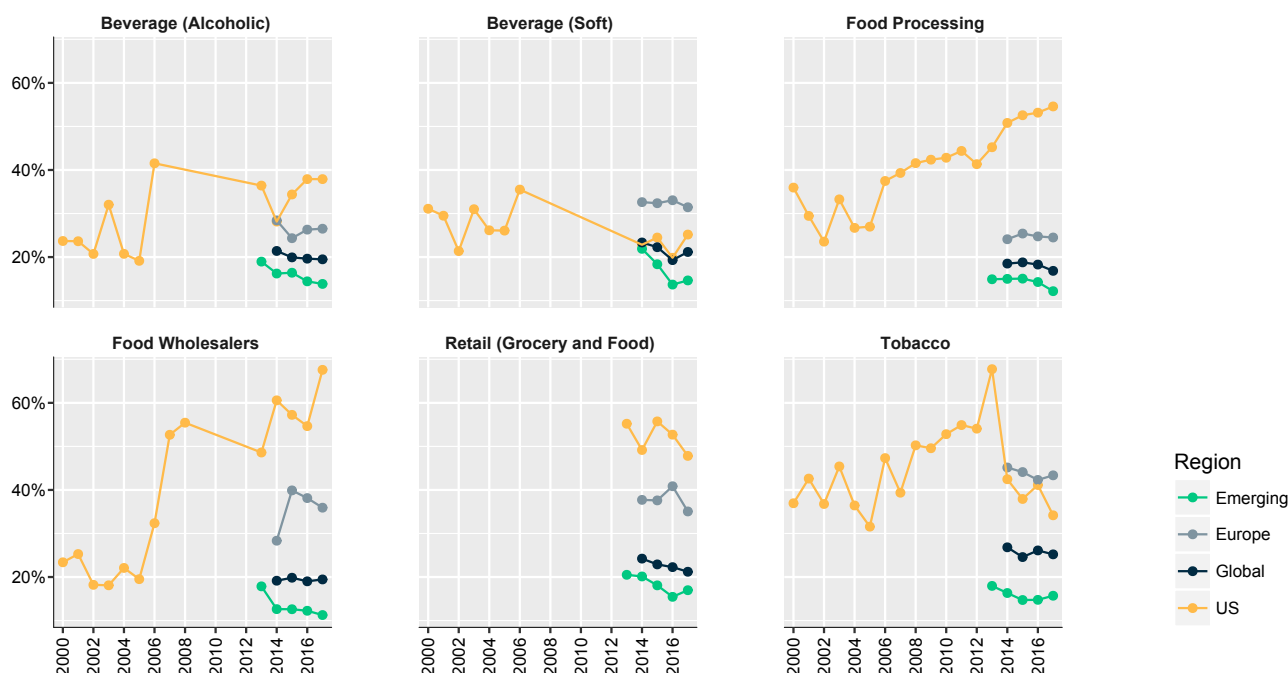 Beverage (Alcoholic)
Beverage (Soft)
Food Processing
60%
40%
20%
Food Wholesalers
Retail (Grocery and Food)
Tobacco
60%
40%
20%
2000 2002 2004 2006 2008 2010 2012 2014 2016
2000 2002 2004 2006 2008 2010 2012 2014 2016
2000 2002 2004 2006 2008 2010 2012 2014 2016
Region
Emerging
Europe
Global
US